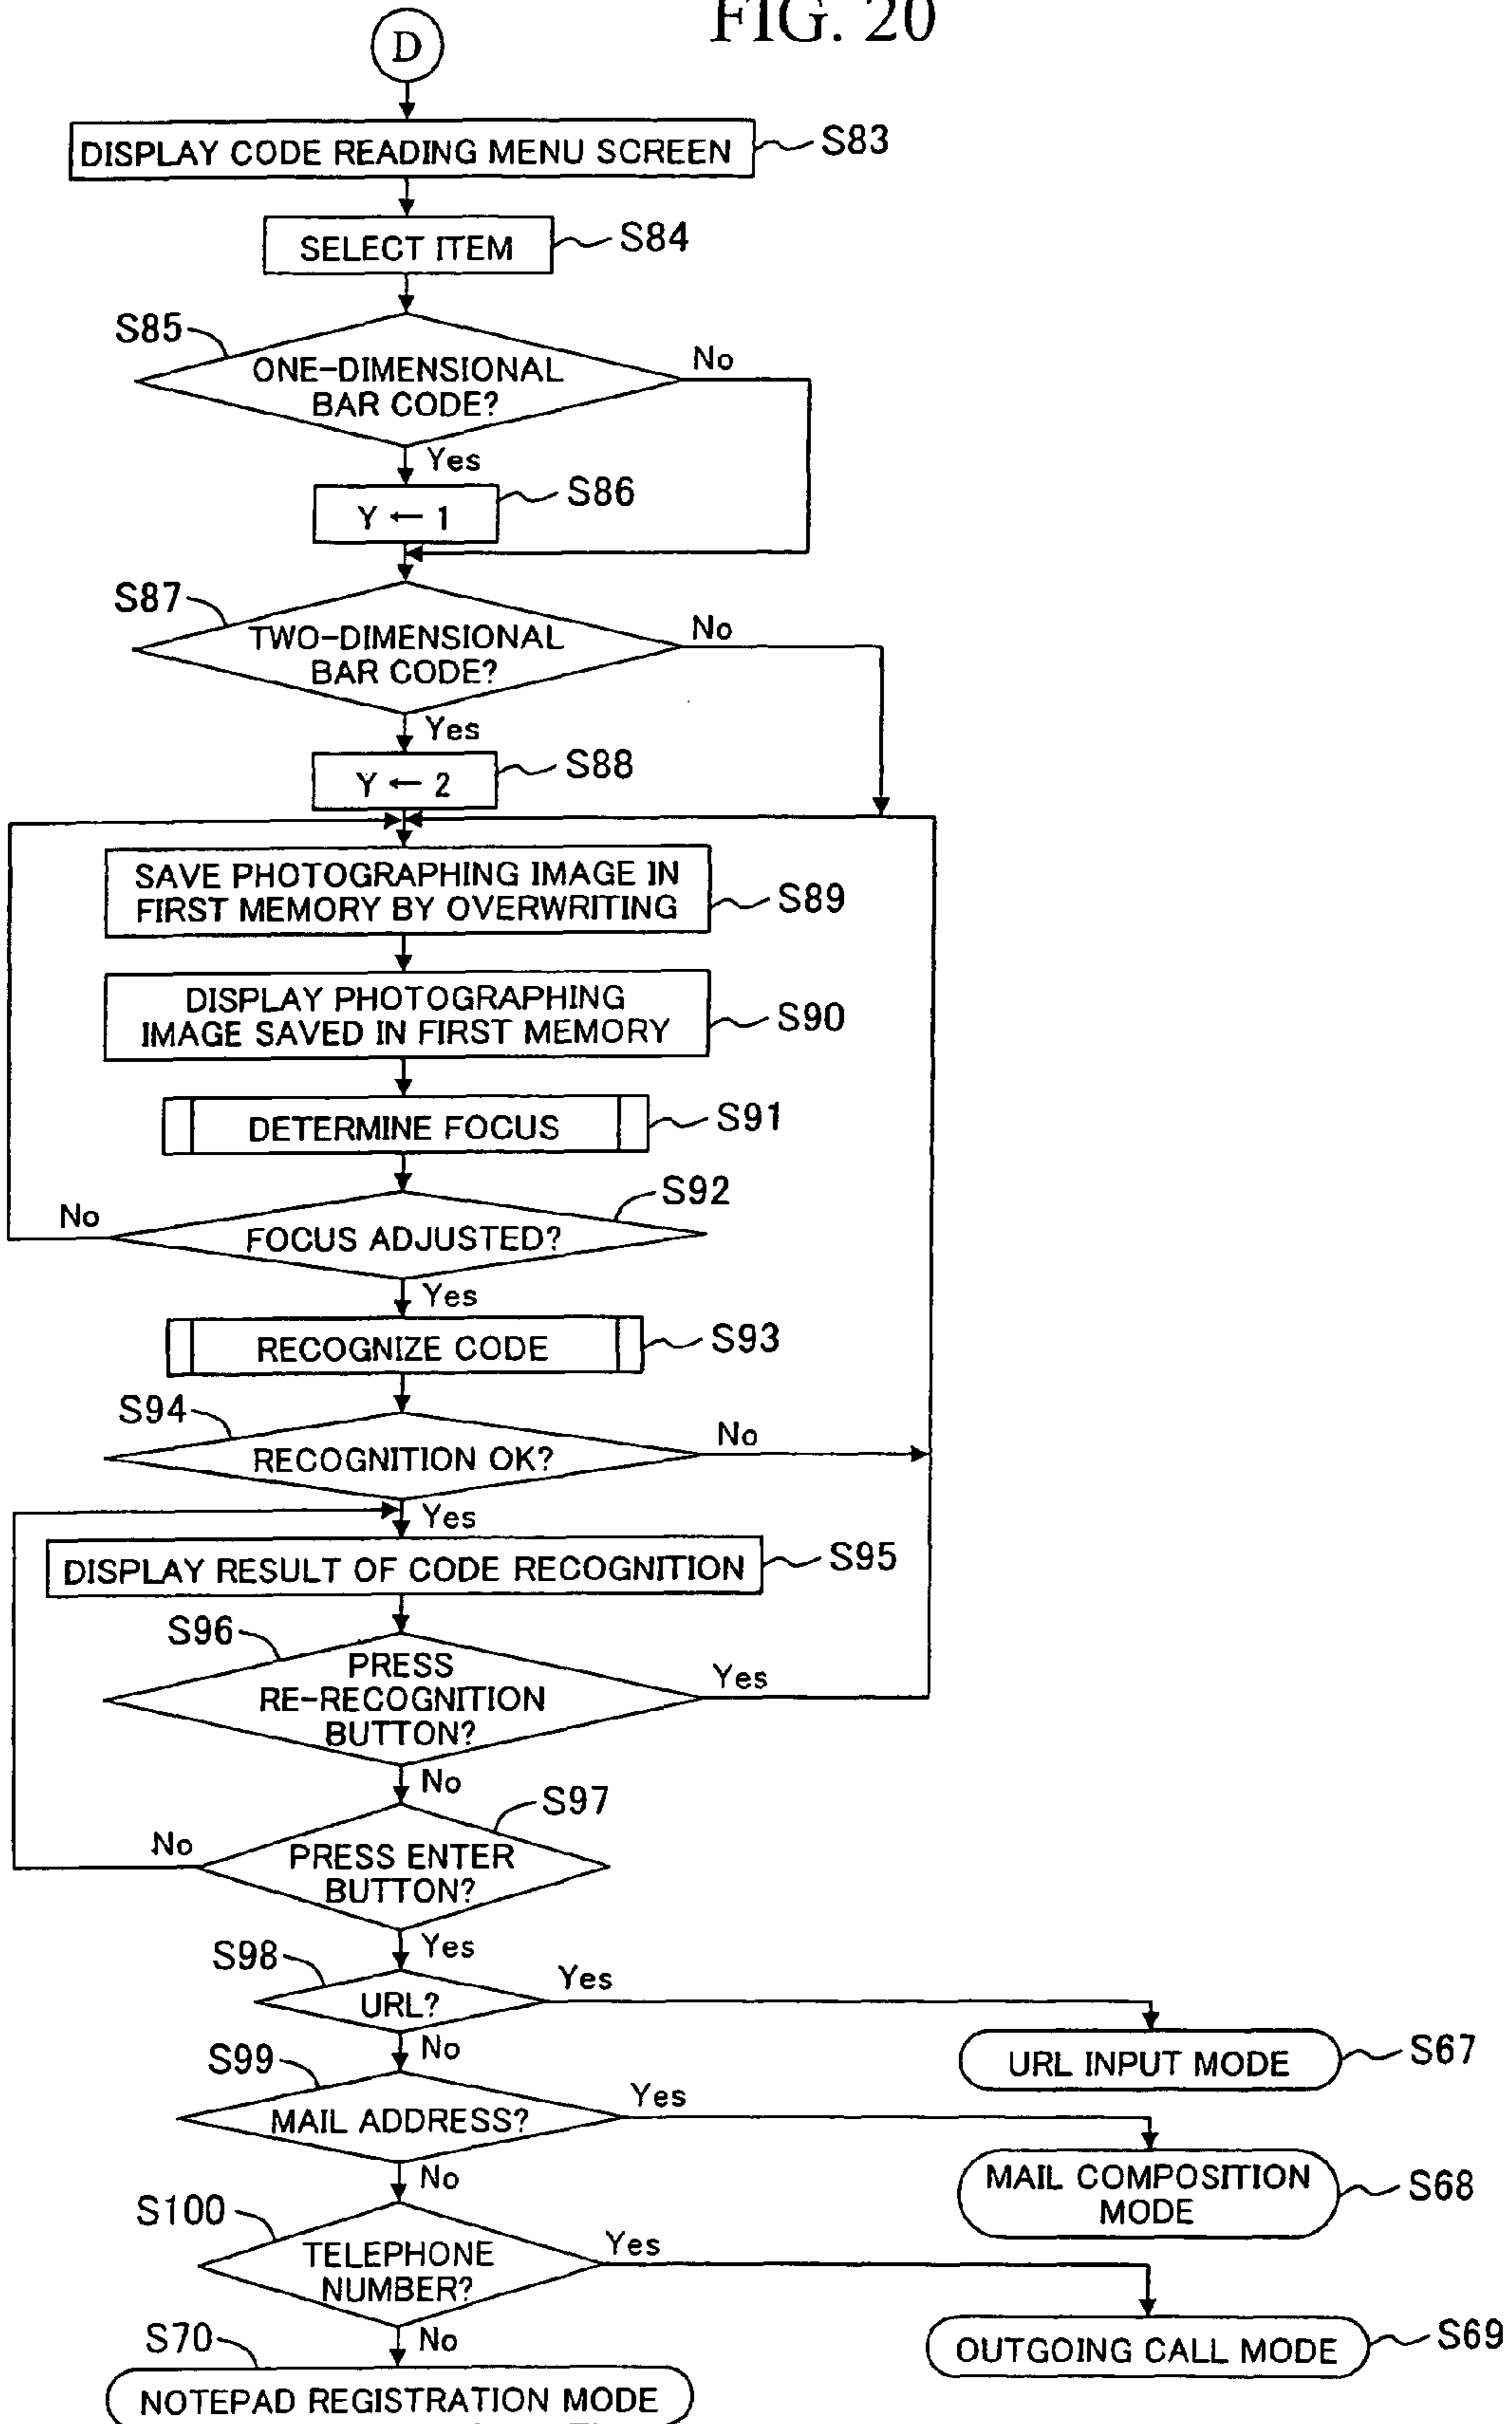 FIG. 20
D
DISPLAY CODE READING MENU SCREEN
S83
SELECT ITEM
S84
S85
ONE-DIMENSIONAL
BAR CODE?
No
Yes
Y ← 1
S86
S87
TWO-DIMENSIONAL
BAR CODE?
No
Yes
Y ← 2
S88
SAVE PHOTOGRAPHING IMAGE IN
FIRST MEMORY BY OVERWRITING
S89
DISPLAY PHOTOGRAPHING
IMAGE SAVED IN FIRST MEMORY
S90
DETERMINE FOCUS
S91
S92
No
FOCUS ADJUSTED?
Yes
RECOGNIZE CODE
S93
S94
RECOGNITION OK?
No
Yes
DISPLAY RESULT OF CODE RECOGNITION
S95
S96
PRESS
RE-RECOGNITION
BUTTON?
Yes
No
S97
No
PRESS ENTER
BUTTON?
Yes
S98
URL?
Yes
No
URL INPUT MODE
S67
S99
MAIL ADDRESS?
Yes
No
MAIL COMPOSITION
MODE
S68
S100
TELEPHONE
NUMBER?
Yes
No
OUTGOING CALL MODE
S69
S70
NOTEPAD REGISTRATION MODE